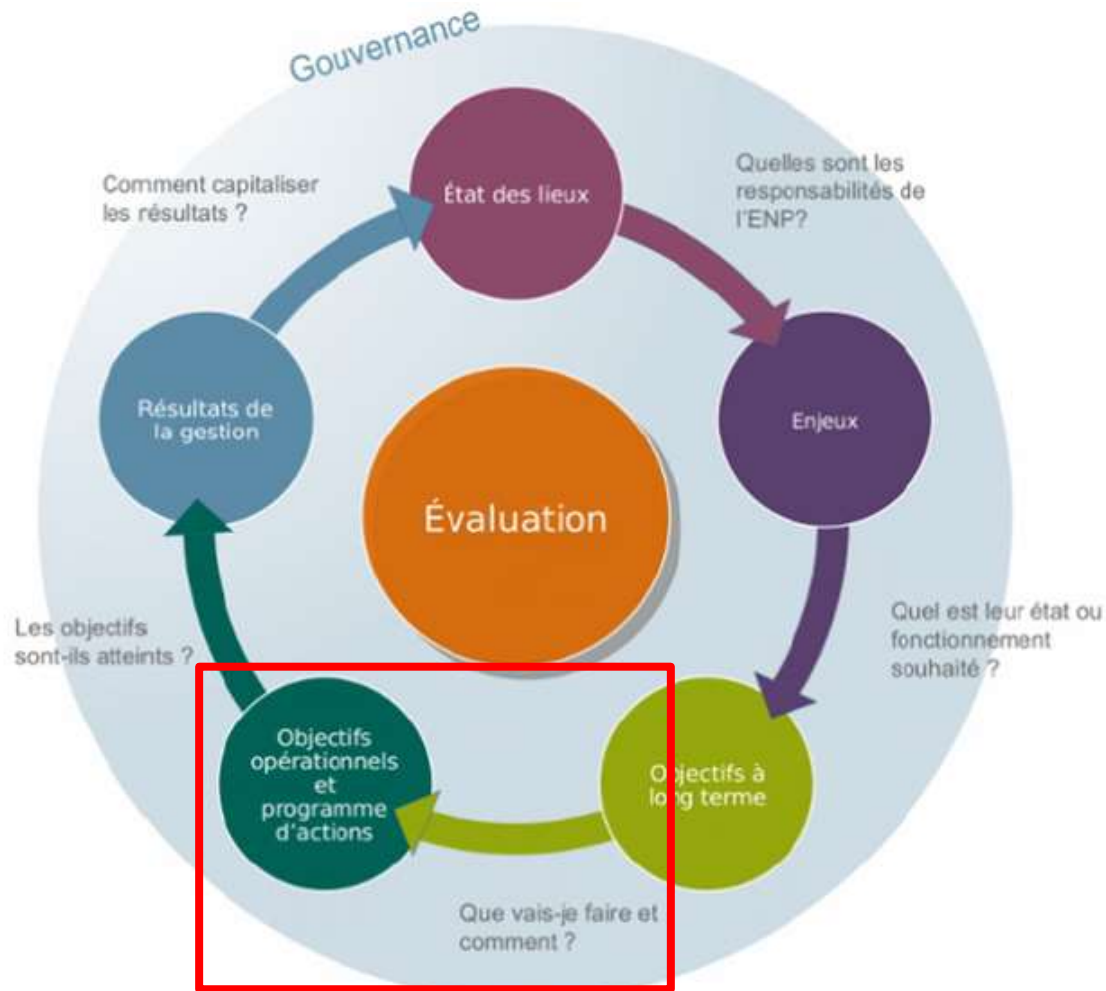 Gouvernance
État des lieux
Quelles sont les
responsabilités de
l'ENP?
Enjeux
Quel est leur état ou
fonctionnement
souhaité ?
Objectifs à
long terme
Que vais-je faire et
comment ?
Objectifs
opérationnels
et
programme
d'actions
Les objectifs
sont-ils atteints ?
Résultats de
la gestion
Comment capitaliser
les résultats ?
Évaluation